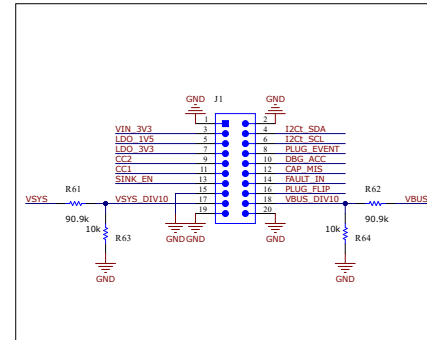 GND J1 GND
1 2
VIN_3V3 3 4 I2Ct_SDA
LDO_1V5 5 6 I2Ct_SCL
LDO_3V3 7 8 PLUG_EVENT
CC2 9 10 DBG_ACC
CC1 11 12 CAP_MIS
SINK_EN 13 14 FAULT_IN
R61 15 16 PLUG_FLIP R62
VSYS VSYS_DIV10 17 18 VBUS_DIV10 VBUS
90.9k 19 20 90.9k
10k 10k
R63 GND GND GND R64
GND GND